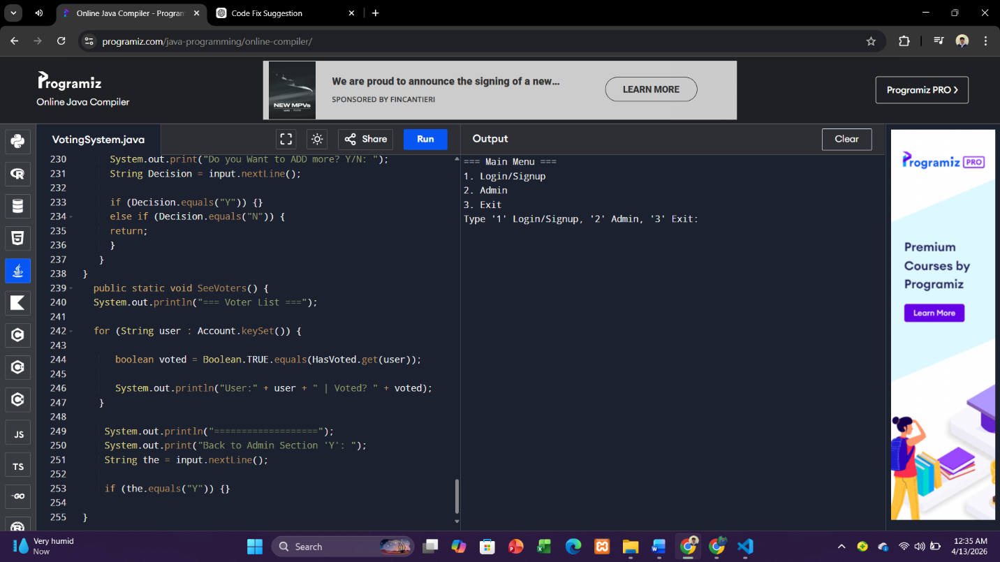 Online Java Compiler - Program
Code Fix Suggestion
programiz.com/java-programming/online-compiler/
Programiz
Online Java Compiler
NEW MPVs
We are proud to announce the signing of a new...
SPONSORED BY FINCANTIERI
LEARN MORE
Programiz PRO
VotingSystem.java
Share
Run
Output
Clear
230 System.out.print("Do you Want to ADD more? Y/N: ");
231 String Decision = input.nextLine();
232
233 if (Decision.equals("Y")) {}
234 else if (Decision.equals("N")) {
235 return;
236 }
237 }
238 }
239 public static void SeeVoters() {
240 System.out.println("=== Voter List ===");
241
242 for (String user : Account.keySet()) {
243
244 boolean voted = Boolean.TRUE.equals(HasVoted.get(user));
245
246 System.out.println("User:" + user + " | Voted? " + voted);
247 }
248
249 System.out.println("===================");
250 System.out.print("Back to Admin Section 'Y': ");
251 String the = input.nextLine();
252
253 if (the.equals("Y")) {}
254
255 }
=== Main Menu ===
1. Login/Signup
2. Admin
3. Exit
Type '1' Login/Signup, '2' Admin, '3' Exit:
Programiz PRO
Premium
Courses by
Programiz
Learn More
JS
TS
GO
Very humid
Now
Search
12:35 AM
4/13/2026